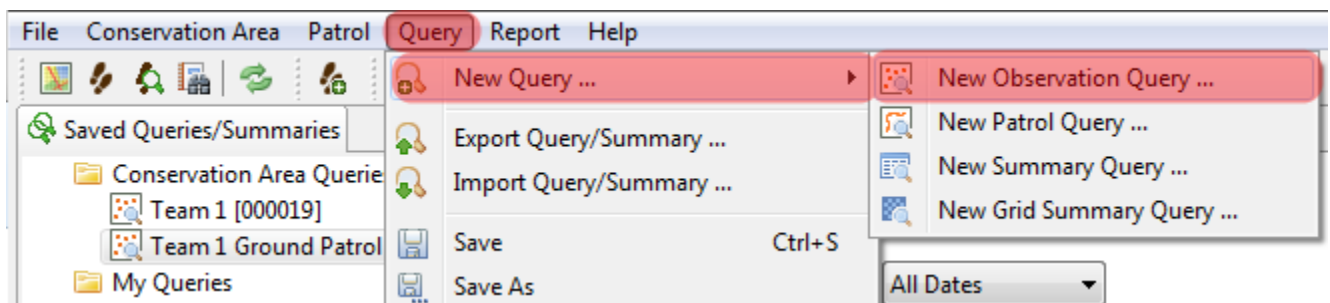 File Conservation Area Patrol Query Report Help
New Query ... New Observation Query ...
Saved Queries/Summaries
New Patrol Query ...
Export Query/Summary ...
Conservation Area Querie
New Summary Query ...
Import Query/Summary ...
Team 1 [000019]
New Grid Summary Query ...
Team 1 Ground Patrol
Save Ctrl+S
My Queries
Save As
All Dates